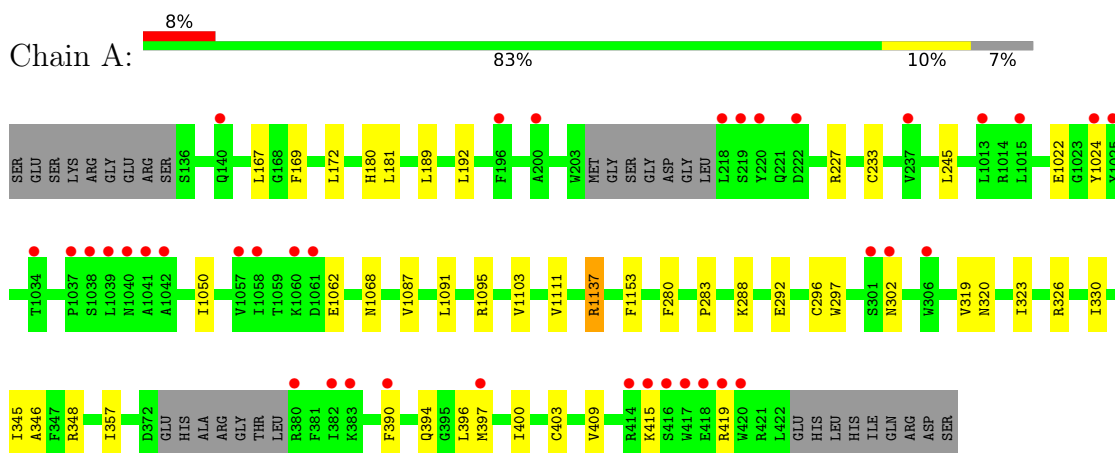 8%
Chain A:
83% 10% 7%
SER GLU SER LYS ARG GLY GLU ARG SER S136 Q140 L167 G168 F169 L172 H180 L181 L189 L192 F196 A200 W203 MET GLY SER GLY ASP GLY LEU L218 S219 Y220 Q221 D222 R227 C233 V237 L245 L1013 R1014 L1015 E1022 G1023 Y1024 Y1025
T1034 P1037 S1038 L1039 N1040 A1041 A1042 I1050 V1057 I1058 T1059 K1060 D1061 E1062 N1068 V1087 L1091 R1095 V1103 V1111 R1137 F1153 F280 P283 K288 E292 C296 W297 S301 N302 W306 V319 N320 I323 R326 I330
I345 A346 F347 R348 I357 D372 GLU HIS ALA ARG GLY THR LEU R380 F381 I382 K383 F390 Q394 G395 L396 M397 I400 C403 V409 R414 K415 S416 W417 E418 R419 W420 R421 L422 GLU HIS LEU HIS ILE GLN ARG ASP SER